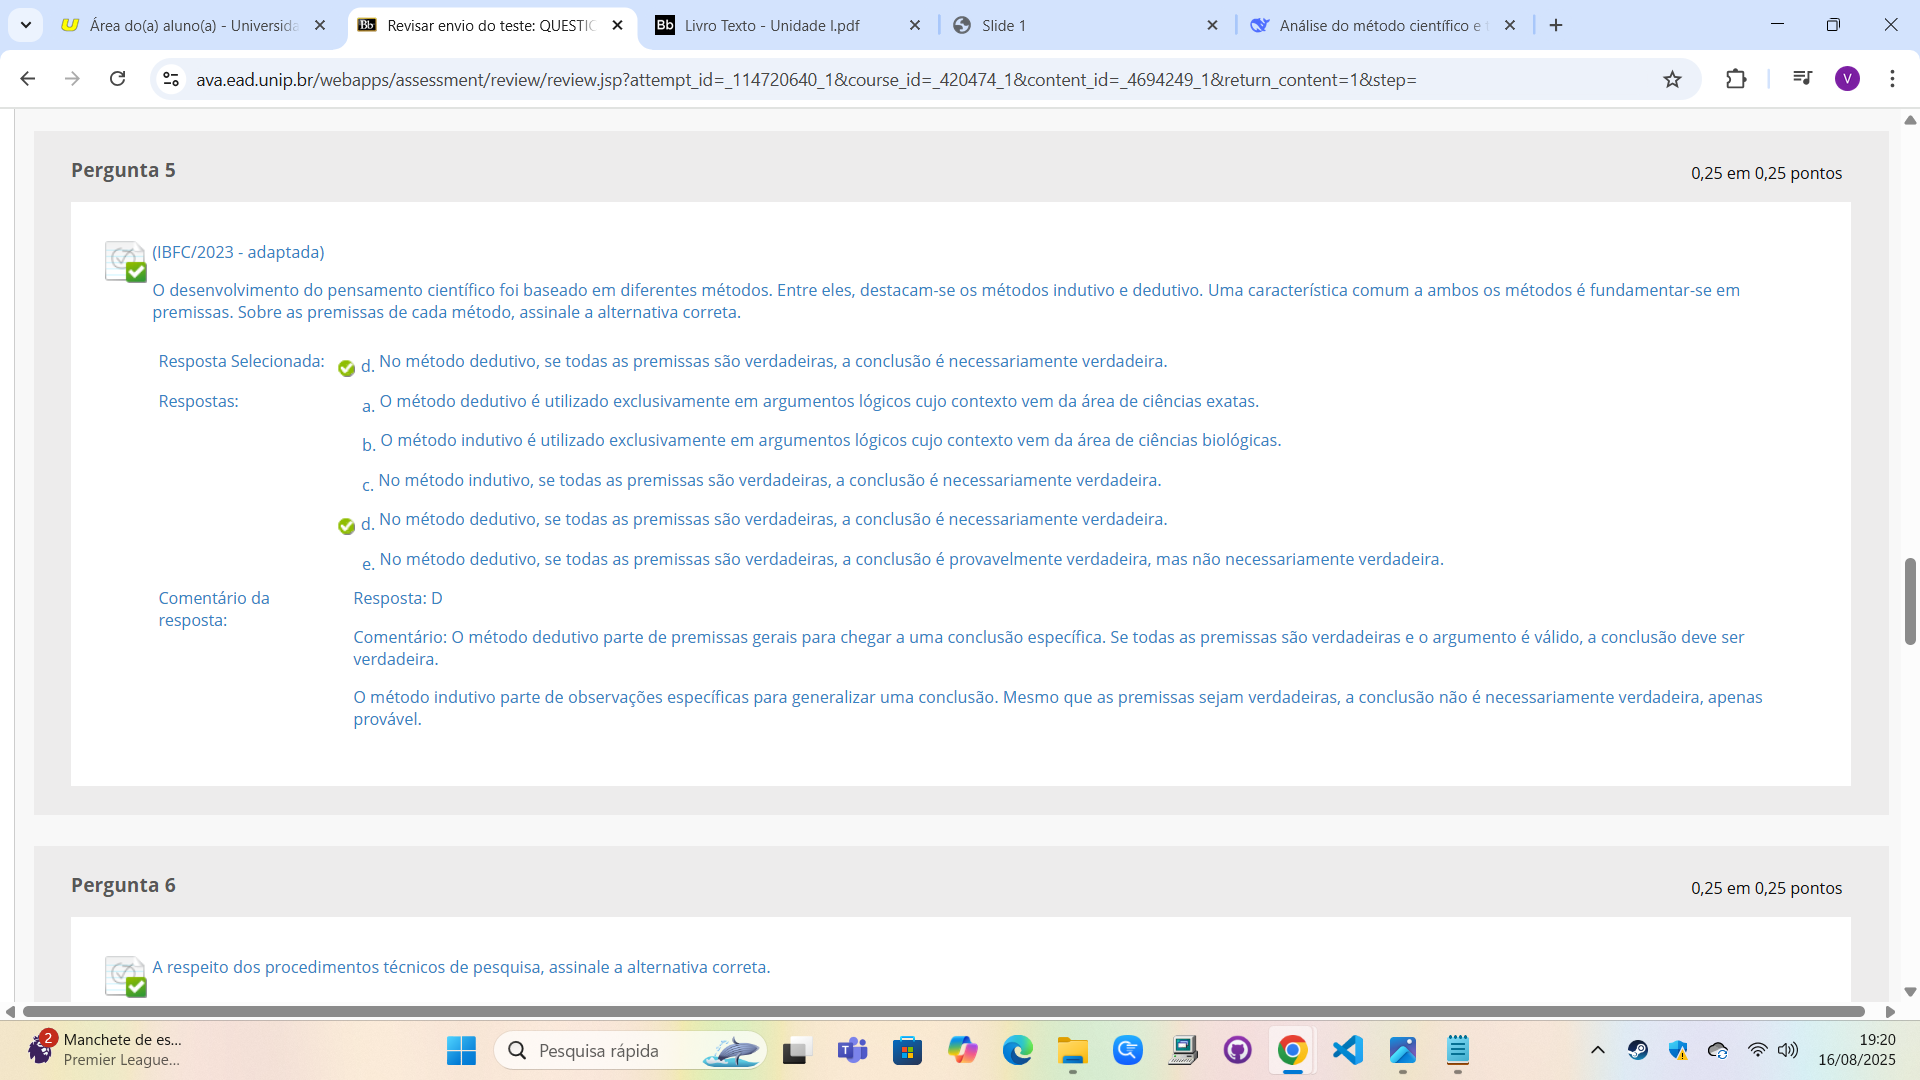 Área do(a) aluno(a) - Universida
Revisar envio do teste: QUESTIO
Livro Texto - Unidade I.pdf
Slide 1
Análise do método científico e
ava.ead.unip.br/webapps/assessment/review/review.jsp?attempt_id=_114720640_1&course_id=_420474_1&content_id=_4694249_1&return_content=1&step=
V
Pergunta 5
0,25 em 0,25 pontos
(IBFC/2023 - adaptada)
O desenvolvimento do pensamento científico foi baseado em diferentes métodos. Entre eles, destacam-se os métodos indutivo e dedutivo. Uma característica comum a ambos os métodos é fundamentar-se em
premissas. Sobre as premissas de cada método, assinale a alternativa correta.
Resposta Selecionada: d. No método dedutivo, se todas as premissas são verdadeiras, a conclusão é necessariamente verdadeira.
Respostas: a. O método dedutivo é utilizado exclusivamente em argumentos lógicos cujo contexto vem da área de ciências exatas.
b. O método indutivo é utilizado exclusivamente em argumentos lógicos cujo contexto vem da área de ciências biológicas.
c. No método indutivo, se todas as premissas são verdadeiras, a conclusão é necessariamente verdadeira.
d. No método dedutivo, se todas as premissas são verdadeiras, a conclusão é necessariamente verdadeira.
e. No método dedutivo, se todas as premissas são verdadeiras, a conclusão é provavelmente verdadeira, mas não necessariamente verdadeira.
Comentário da
resposta:
Resposta: D
Comentário: O método dedutivo parte de premissas gerais para chegar a uma conclusão específica. Se todas as premissas são verdadeiras e o argumento é válido, a conclusão deve ser
verdadeira.
O método indutivo parte de observações específicas para generalizar uma conclusão. Mesmo que as premissas sejam verdadeiras, a conclusão não é necessariamente verdadeira, apenas
provável.
Pergunta 6
0,25 em 0,25 pontos
A respeito dos procedimentos técnicos de pesquisa, assinale a alternativa correta.
2
Manchete de es...
Premier League...
Pesquisa rápida
19:20
16/08/2025